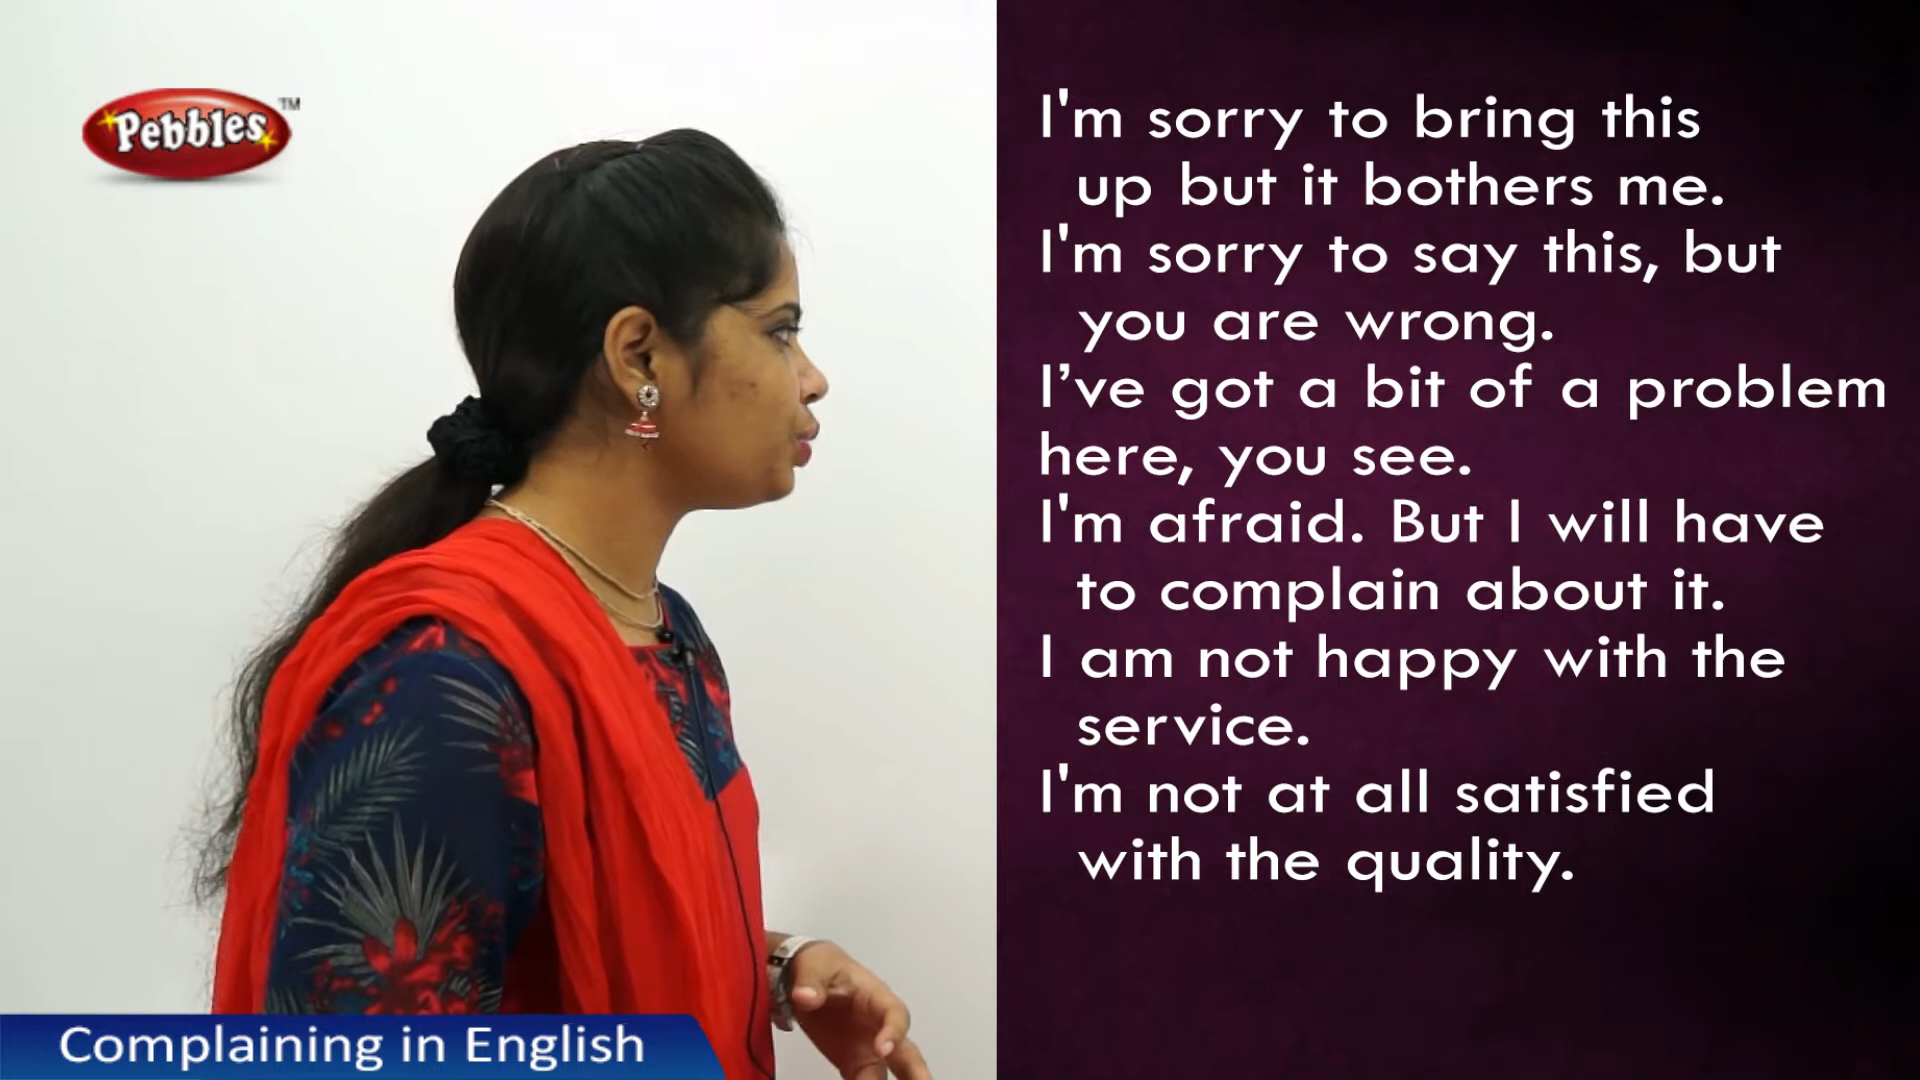 Pebbles TM
I'm sorry to bring this
up but it bothers me.
I'm sorry to say this, but
you are wrong.
I’ve got a bit of a problem
here, you see.
I'm afraid. But I will have
to complain about it.
I am not happy with the
service.
I'm not at all satisfied
with the quality.
Complaining in English